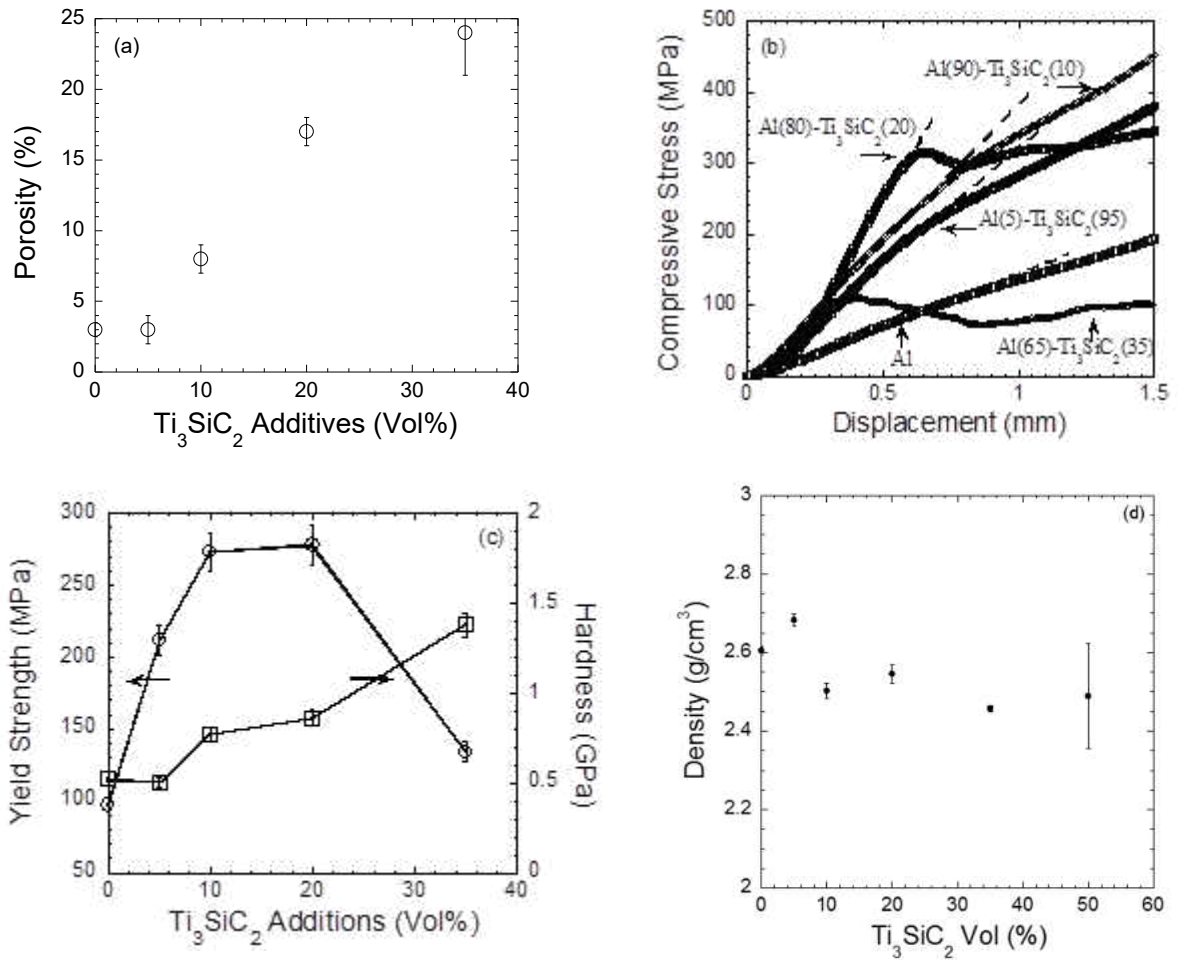 (a)
25
20
15
10
5
0
Porosity (%)
0 10 20 30 40
Ti3SiC2 Additives (Vol%)
(b)
500
400
300
200
100
0
Compressive Stress (MPa)
Al(90)-Ti3SiC2(10)
Al(80)-Ti3SiC2(20)
Al(5)-Ti3SiC2(95)
Al
Al(65)-Ti3SiC2(35)
0 0.5 1 1.5
Displacement (mm)
(c)
300
250
200
150
100
50
Yield Strength (MPa)
2
1.5
1
0.5
0
Hardness (GPa)
0 10 20 30 40
Ti3SiC2 Additions (Vol%)
(d)
3
2.8
2.6
2.4
2.2
2
Density (g/cm3)
0 10 20 30 40 50 60
Ti3SiC2 Vol (%)